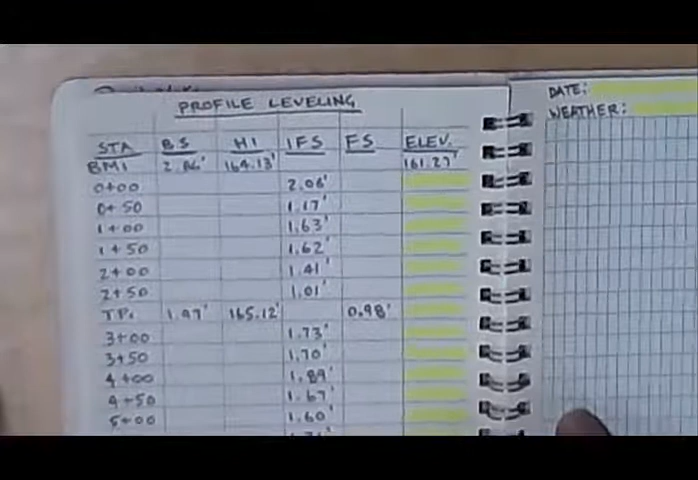 PROFILE LEVELING
STA BS HI IFS FS ELEV.
BM1 2.86' 164.13' 161.27'
0+00 2.06'
0+50 1.17'
1+00 1.63'
1+50 1.62'
2+00 1.41'
2+50 1.01'
TP1 1.97' 165.12' 0.98'
3+00 1.73'
3+50 1.70'
4+00 1.89'
4+50 1.67'
5+00 1.60'
DATE:
WEATHER: